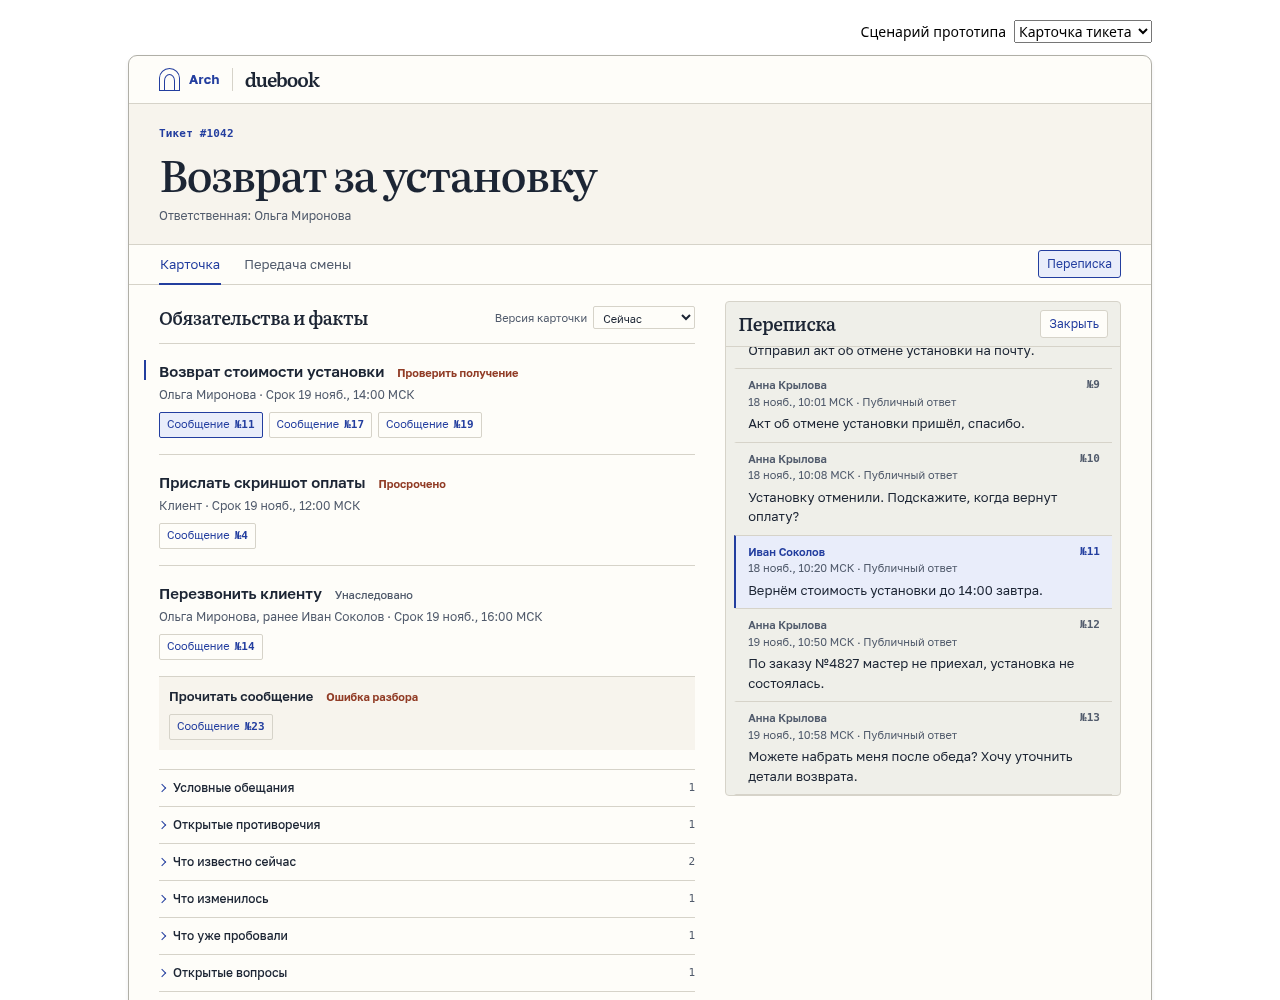 Сценарий прототипа Карточка тикета
Arch duebook
Тикет #1042
Возврат за установку
Ответственная: Ольга Миронова
Карточка Передача смены Переписка
Обязательства и факты Версия карточки Сейчас
Возврат стоимости установки Проверить получение
Ольга Миронова · Срок 19 нояб., 14:00 МСК
Сообщение №11 Сообщение №17 Сообщение №19
Прислать скриншот оплаты Просрочено
Клиент · Срок 19 нояб., 12:00 МСК
Сообщение №4
Перезвонить клиенту Унаследовано
Ольга Миронова, ранее Иван Соколов · Срок 19 нояб., 16:00 МСК
Сообщение №14
Прочитать сообщение Ошибка разбора
Сообщение №23
Условные обещания 1
Открытые противоречия 1
Что известно сейчас 2
Что изменилось 1
Что уже пробовали 1
Открытые вопросы 1
Переписка Закрыть
Отправил акт об отмене установки на почту.
Анна Крылова №9
18 нояб., 10:01 МСК · Публичный ответ
Акт об отмене установки пришёл, спасибо.
Анна Крылова №10
18 нояб., 10:08 МСК · Публичный ответ
Установку отменили. Подскажите, когда вернут
оплату?
Иван Соколов №11
18 нояб., 10:20 МСК · Публичный ответ
Вернём стоимость установки до 14:00 завтра.
Анна Крылова №12
19 нояб., 10:50 МСК · Публичный ответ
По заказу №4827 мастер не приехал, установка не
состоялась.
Анна Крылова №13
19 нояб., 10:58 МСК · Публичный ответ
Можете набрать меня после обеда? Хочу уточнить
детали возврата.